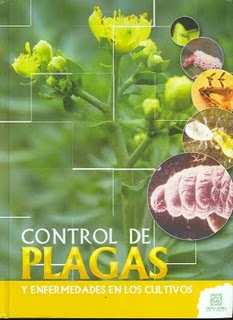 CONTROL DE
PLAGAS
Y ENFERMEDADES EN LOS CULTIVOS